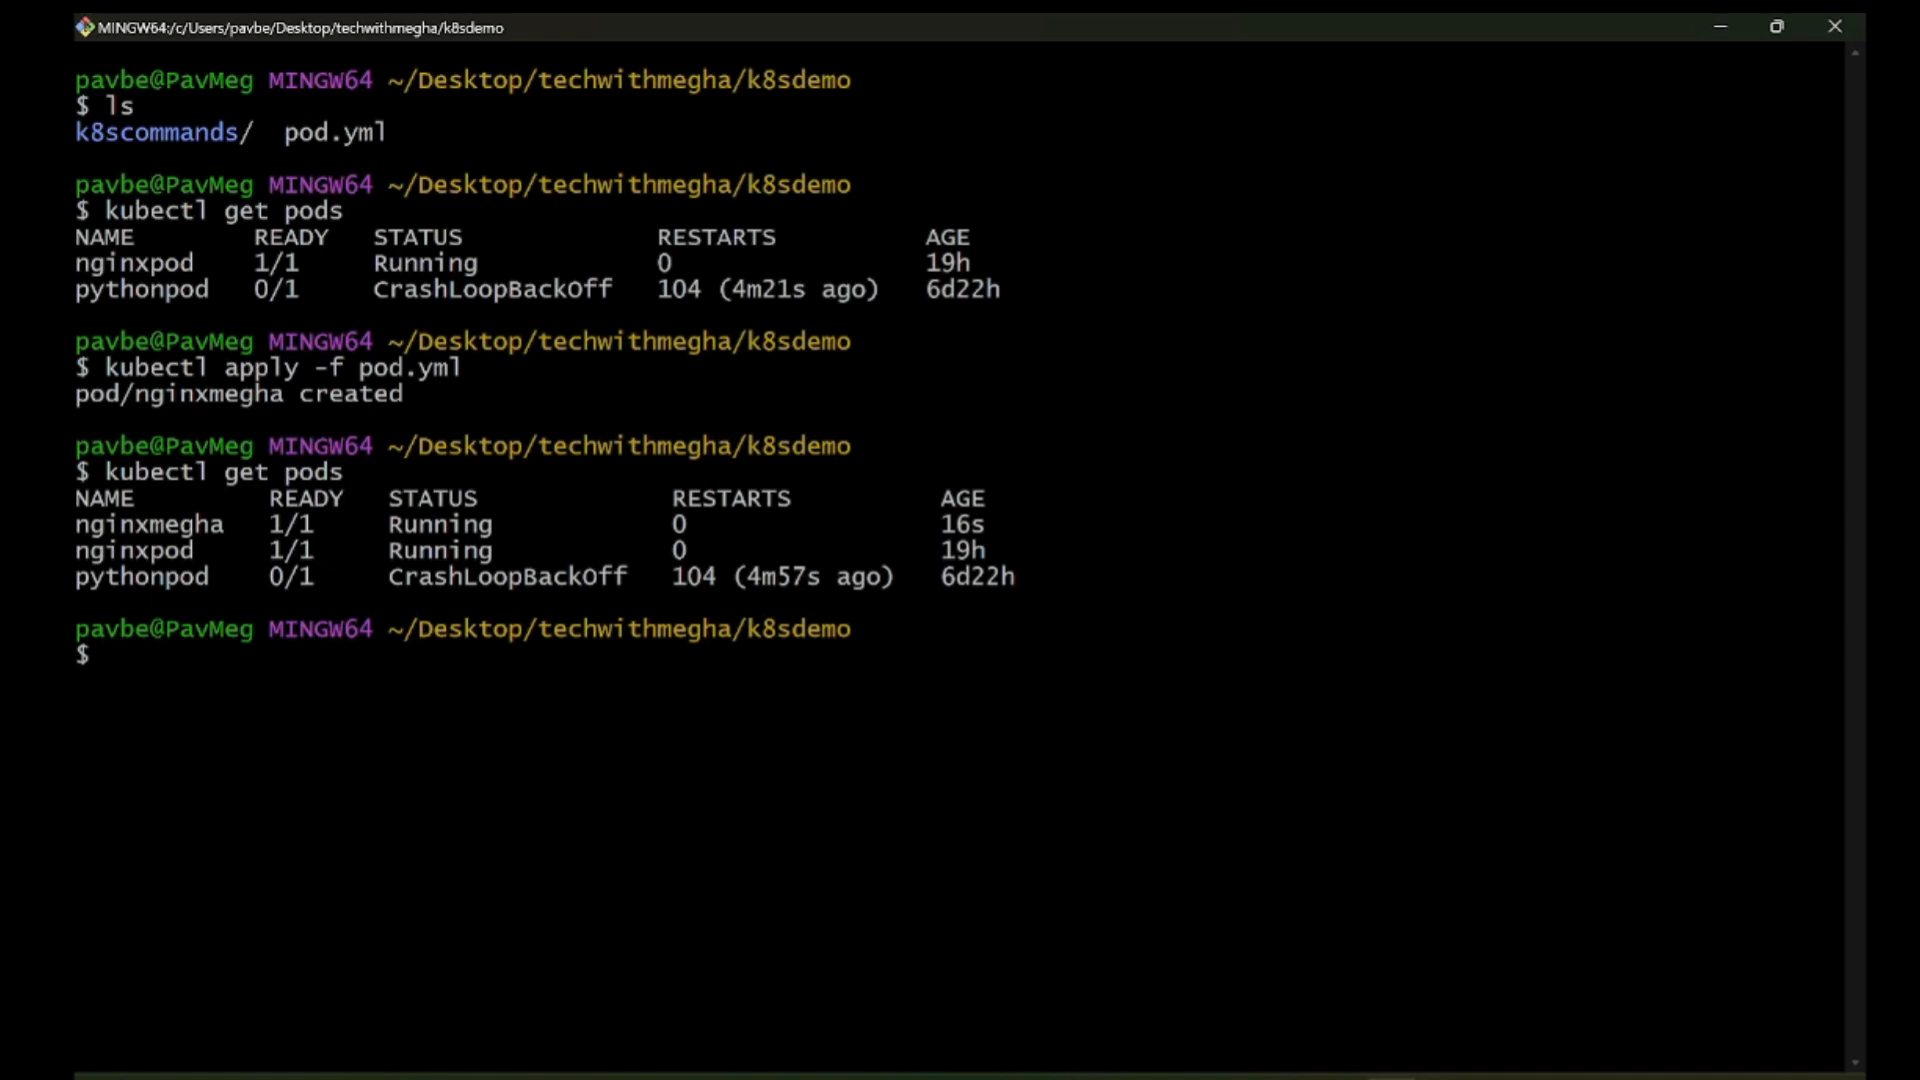 MINGW64:/c/Users/pavbe/Desktop/techwithmegha/k8sdemo
pavbe@PavMeg MINGW64 ~/Desktop/techwithmegha/k8sdemo
$ ls
k8scommands/  pod.yml
pavbe@PavMeg MINGW64 ~/Desktop/techwithmegha/k8sdemo
$ kubectl get pods
NAME        READY   STATUS             RESTARTS          AGE
nginxpod    1/1     Running            0                 19h
pythonpod   0/1     CrashLoopBackOff   104 (4m21s ago)   6d22h
pavbe@PavMeg MINGW64 ~/Desktop/techwithmegha/k8sdemo
$ kubectl apply -f pod.yml
pod/nginxmegha created
pavbe@PavMeg MINGW64 ~/Desktop/techwithmegha/k8sdemo
$ kubectl get pods
NAME         READY   STATUS             RESTARTS          AGE
nginxmegha   1/1     Running            0                 16s
nginxpod     1/1     Running            0                 19h
pythonpod    0/1     CrashLoopBackOff   104 (4m57s ago)   6d22h
pavbe@PavMeg MINGW64 ~/Desktop/techwithmegha/k8sdemo
$